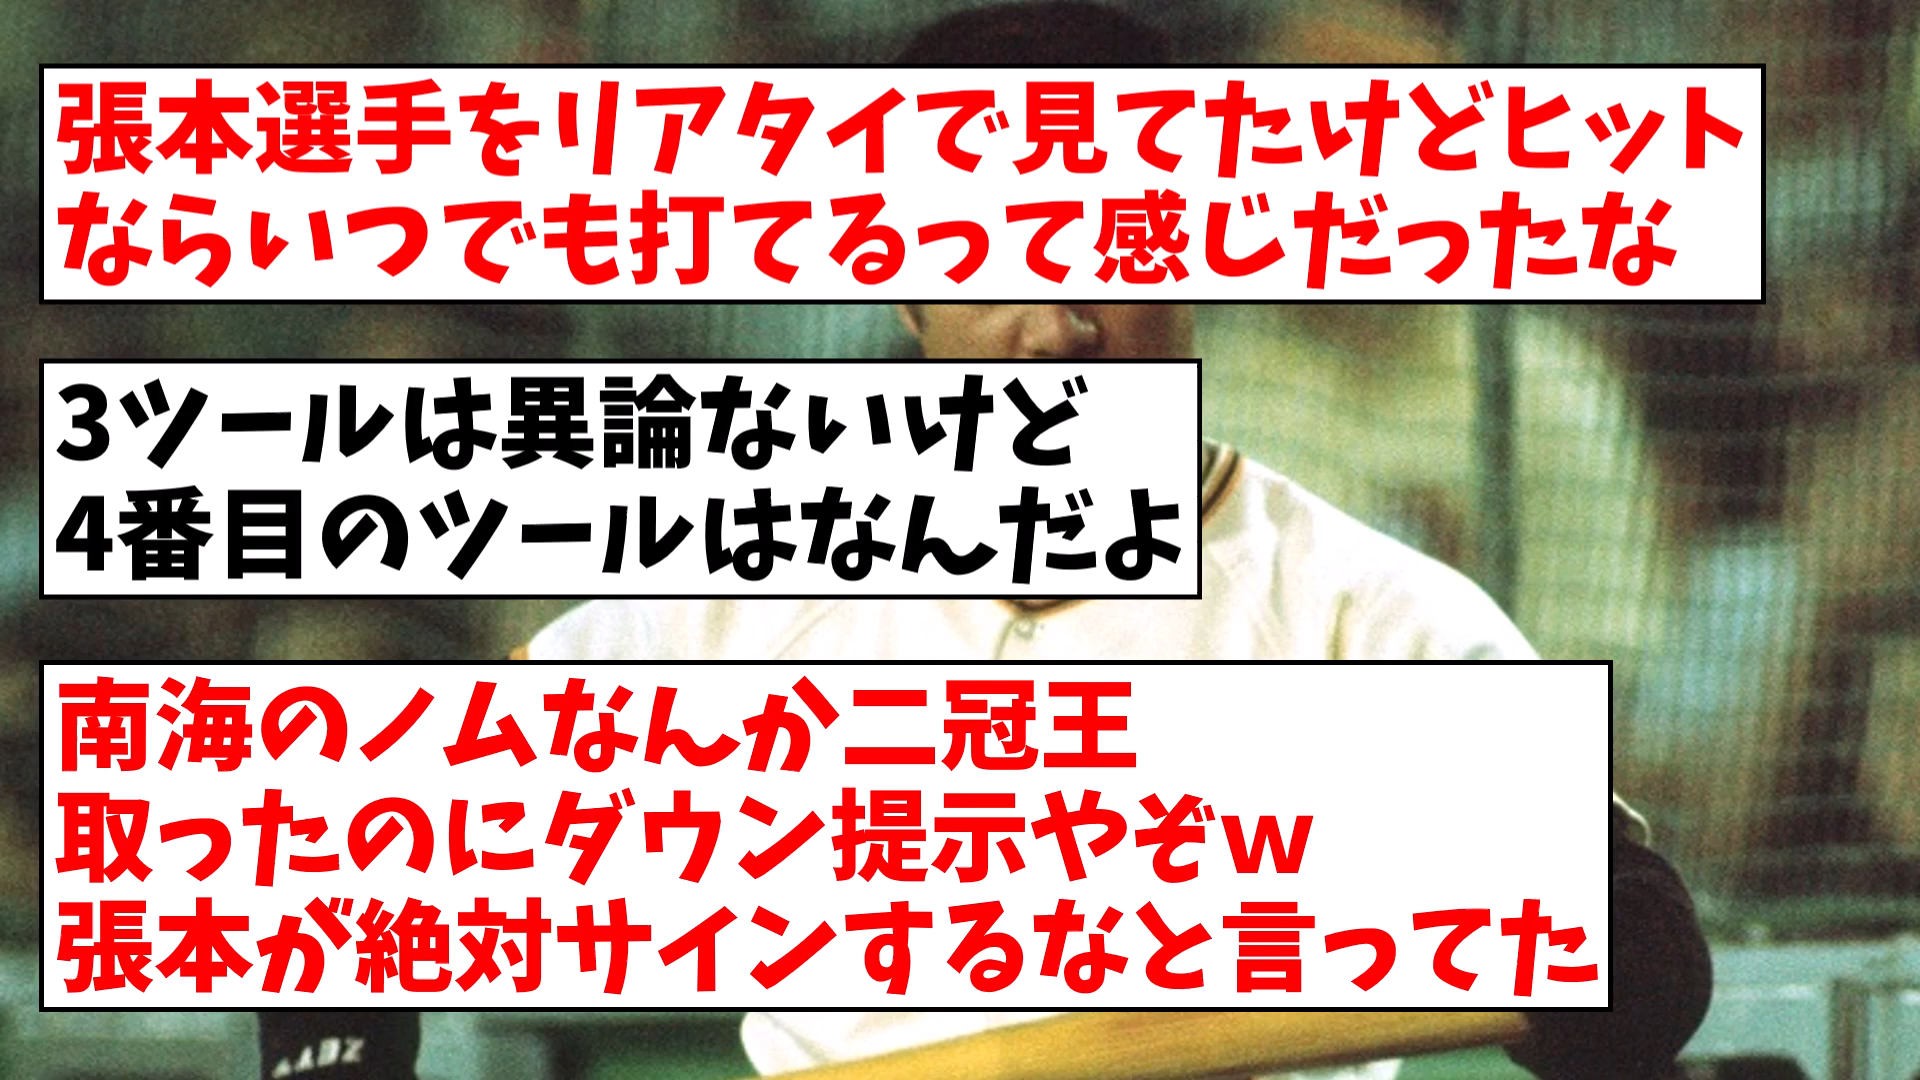 張本選手をリアタイで見てたけどヒット
ならいつでも打てるって感じだったな
3ツールは異論ないけど
4番目のツールはなんだよ
南海のノムなんか二冠王
取ったのにダウン提示やぞw
張本が絶対サインするなと言ってた